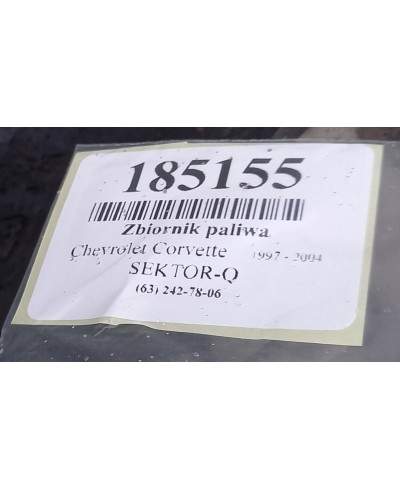 185155
Zbiornik paliwa
Chevrolet Corvette 1997 - 2004
SEKTOR-Q
(63) 242-78-06